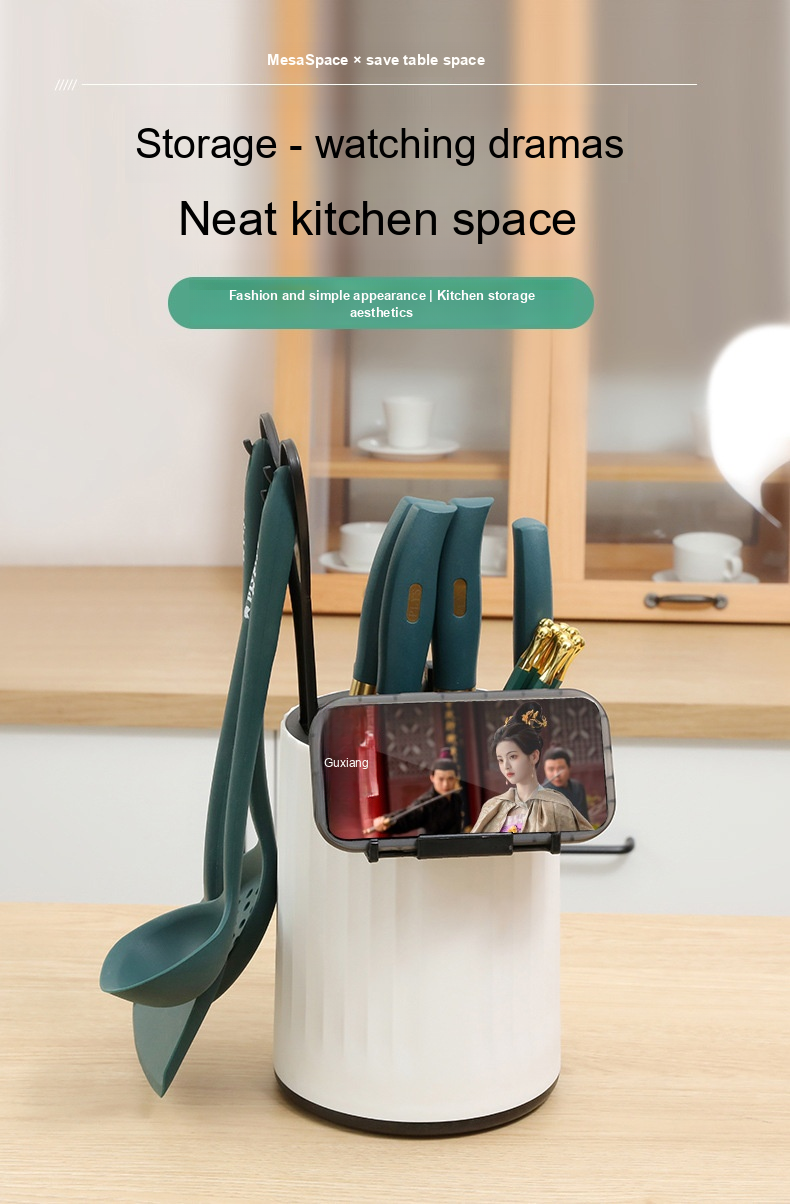 MesaSpace × save table space
Storage - watching dramas
Neat kitchen space
Fashion and simple appearance | Kitchen storage
aesthetics
Guxiang